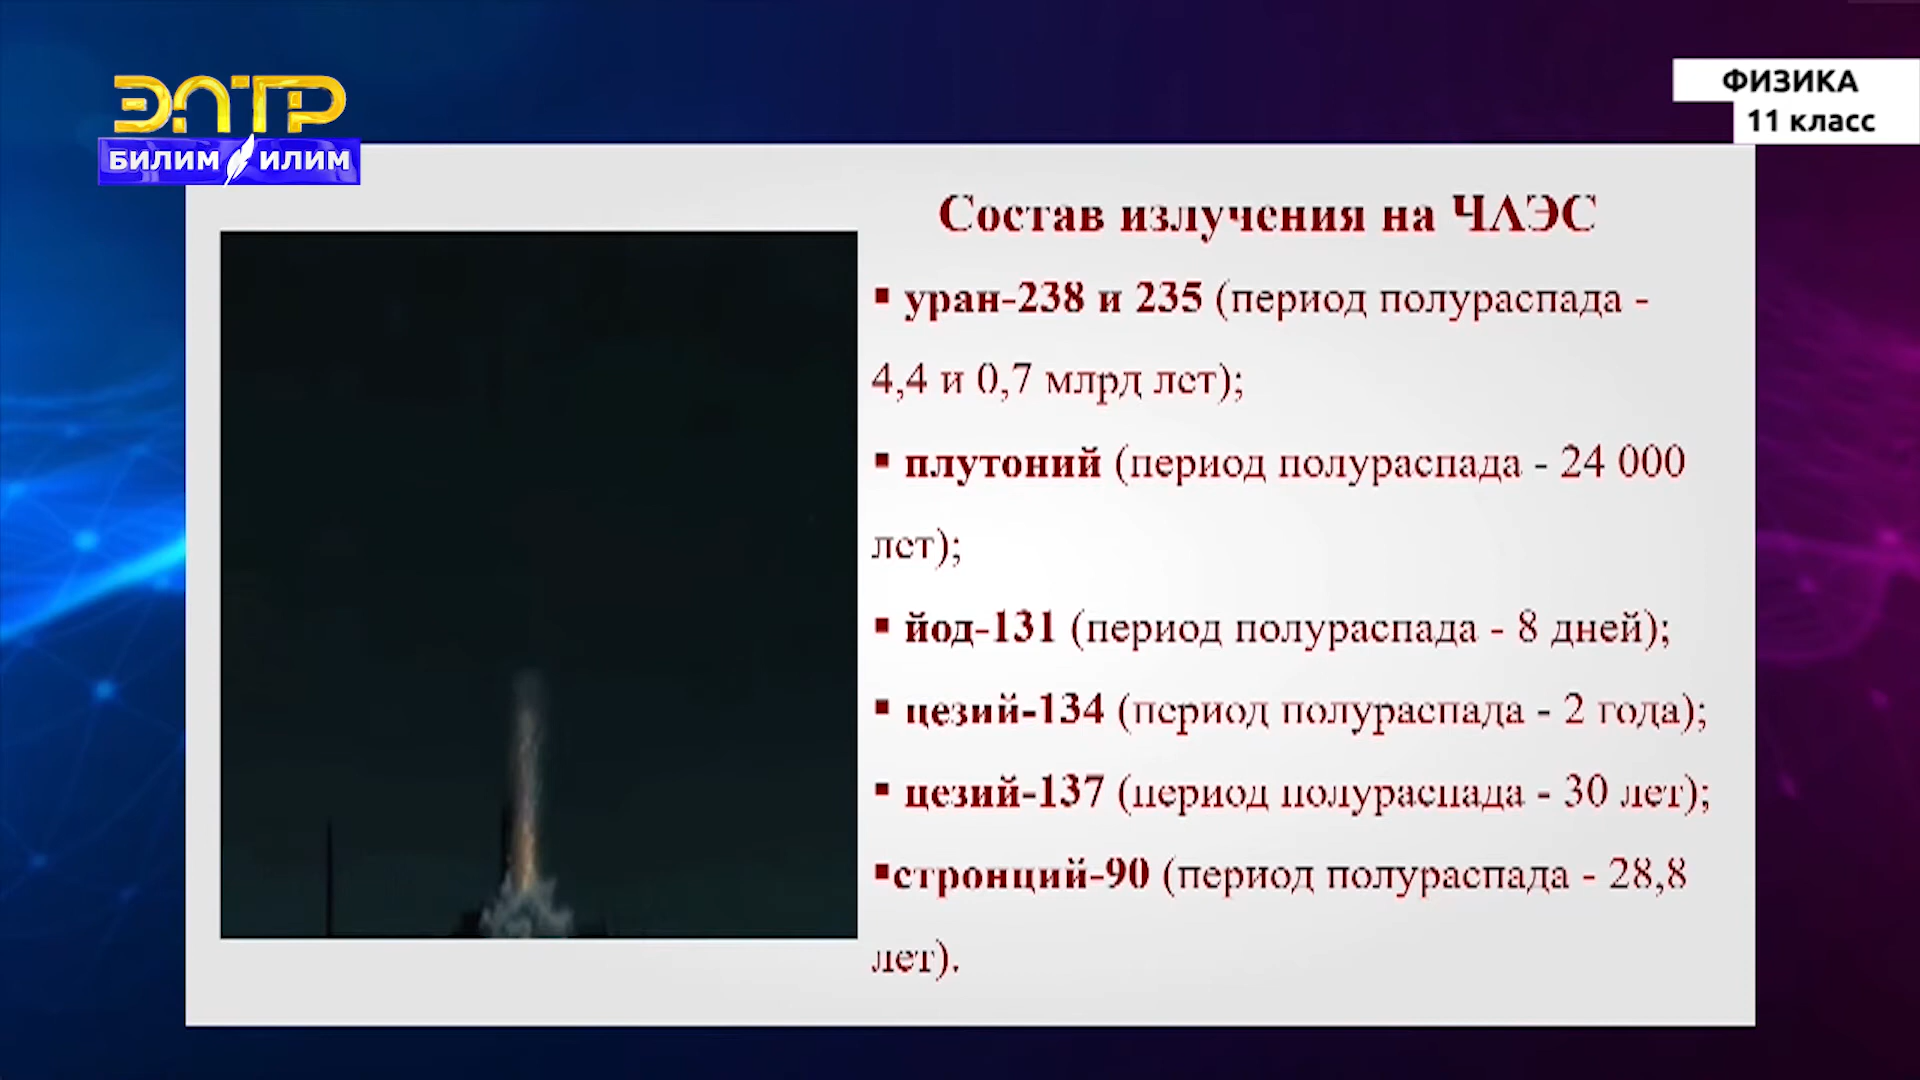 ЭЛТР
БИЛИМ ИЛИМ
ФИЗИКА
11 класс
Состав излучения на ЧАЭС
▪ уран-238 и 235 (период полураспада -
4,4 и 0,7 млрд лет);
▪ плутоний (период полураспада - 24 000
лет);
▪ йод-131 (период полураспада - 8 дней);
▪ цезий-134 (период полураспада - 2 года);
▪ цезий-137 (период полураспада - 30 лет);
▪стронций-90 (период полураспада - 28,8
лет).